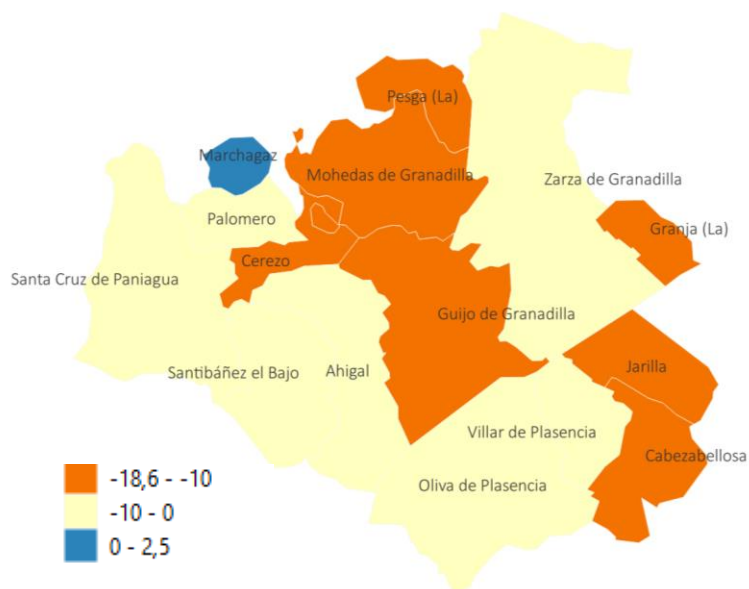 Pesga (La)
Marchagaz
Mohedas de Granadilla
Zarza de Granadilla
Palomero
Granja (La)
Cerezo
Santa Cruz de Paniagua
Guijo de Granadilla
Jarilla
Santibáñez el Bajo
Ahigal
Villar de Plasencia
Cabezabellosa
Oliva de Plasencia
-18,6 - -10
-10 - 0
0 - 2,5